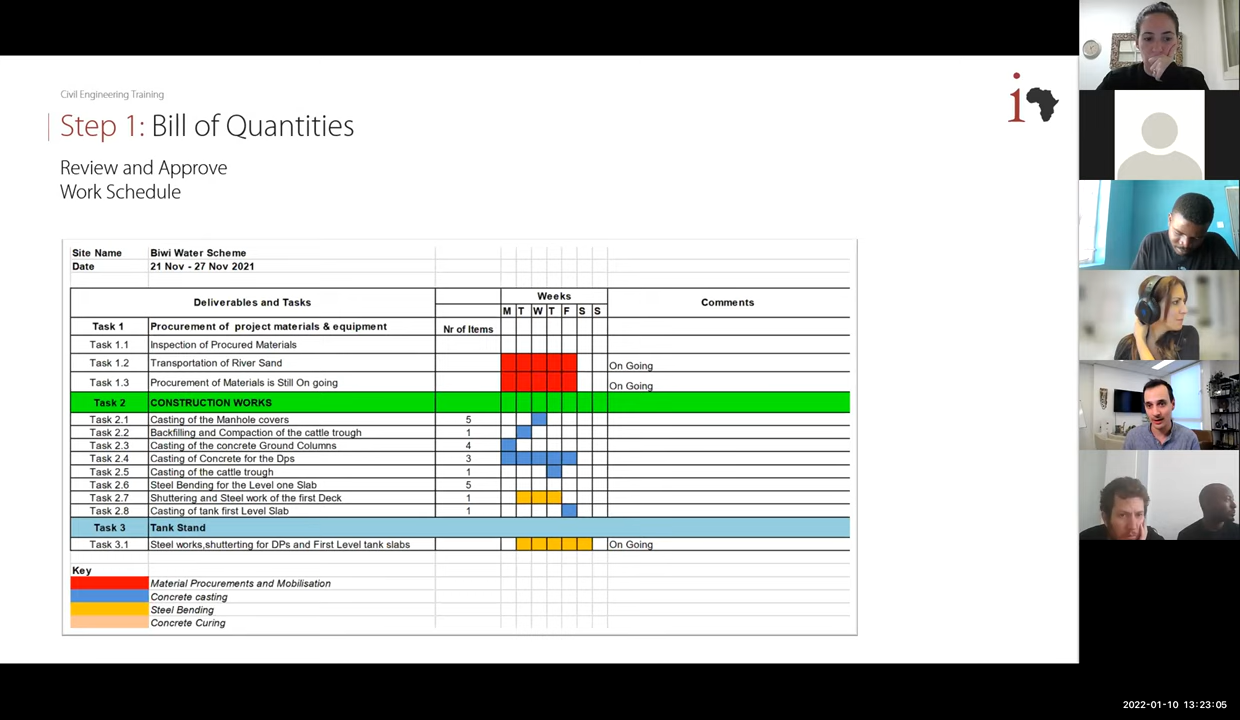 Civil Engineering Training
Step 1: Bill of Quantities
Review and Approve
Work Schedule
i
Site Name Biwi Water Scheme
Date 21 Nov - 27 Nov 2021
Deliverables and Tasks Weeks Comments
M T W T F S S
Task 1 Procurement of project materials & equipment Nr of Items
Task 1.1 Inspection of Procured Materials
Task 1.2 Transportation of River Sand On Going
Task 1.3 Procurement of Materials is Still On going On Going
Task 2 CONSTRUCTION WORKS
Task 2.1 Casting of the Manhole covers 5
Task 2.2 Backfilling and Compaction of the cattle trough 1
Task 2.3 Casting of the concrete Ground Columns 4
Task 2.4 Casting of Concrete for the Dps 3
Task 2.5 Casting of the cattle trough 1
Task 2.6 Steel Bending for the Level one Slab 5
Task 2.7 Shuttering and Steel work of the first Deck 1
Task 2.8 Casting of tank first Level Slab 1
Task 3 Tank Stand
Task 3.1 Steel works,shutterting for DPs and First Level tank slabs On Going
Key
Material Procurements and Mobilisation
Concrete casting
Steel Bending
Concrete Curing
2022-01-10 13:23:05